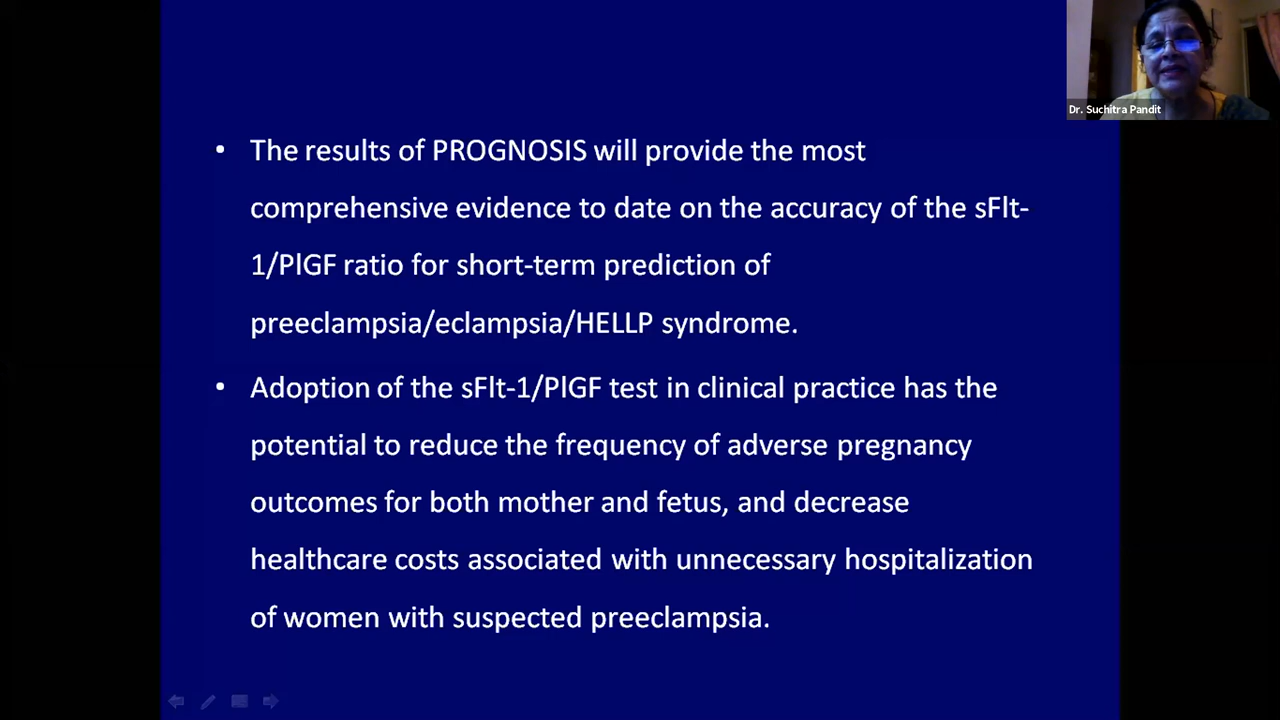 Dr. Suchitra Pandit
• The results of PROGNOSIS will provide the most
comprehensive evidence to date on the accuracy of the sFlt-
1/PlGF ratio for short-term prediction of
preeclampsia/eclampsia/HELLP syndrome.
• Adoption of the sFlt-1/PlGF test in clinical practice has the
potential to reduce the frequency of adverse pregnancy
outcomes for both mother and fetus, and decrease
healthcare costs associated with unnecessary hospitalization
of women with suspected preeclampsia.